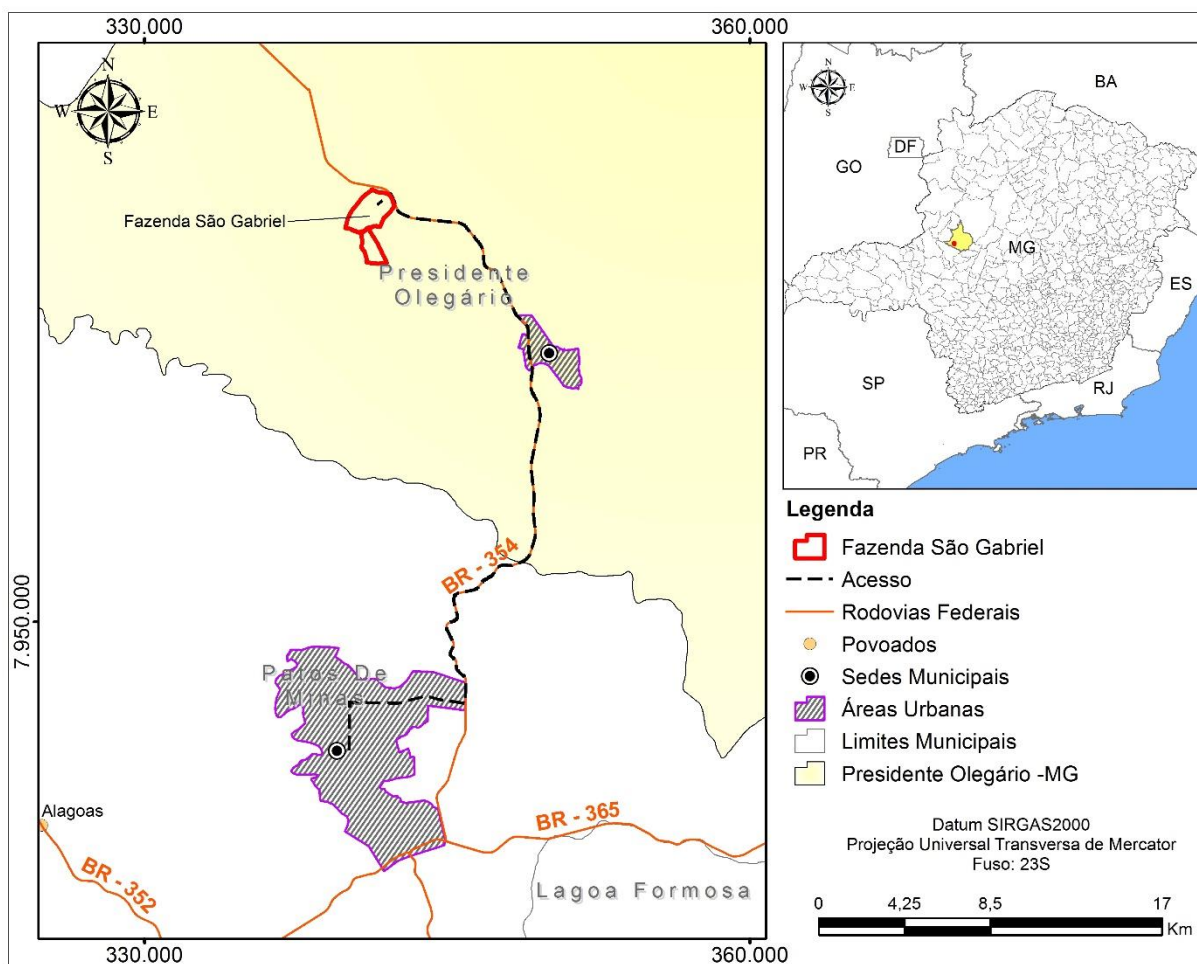 330.000
360.000
N
W E
S
Fazenda São Gabriel
Presidente
Olegário
BR - 354
7.950.000
Patos De
Minas
Alagoas
BR - 365
BR - 352
Lagoa Formosa
330.000
360.000
N
W E
S
BA
DF
GO
MG
ES
SP
RJ
PR
Legenda
Fazenda São Gabriel
Acesso
Rodovias Federais
Povoados
Sedes Municipais
Áreas Urbanas
Limites Municipais
Presidente Olegário -MG
Datum SIRGAS2000
Projeção Universal Transversa de Mercator
Fuso: 23S
0 4,25 8,5 17
Km